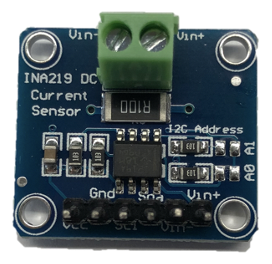 Vin-
Vin+
INA219 DC
Current
Sensor
R100
I2C Address
A1
A0
Gnd
Sda
Vin+
Vcc
Scl
Vin-